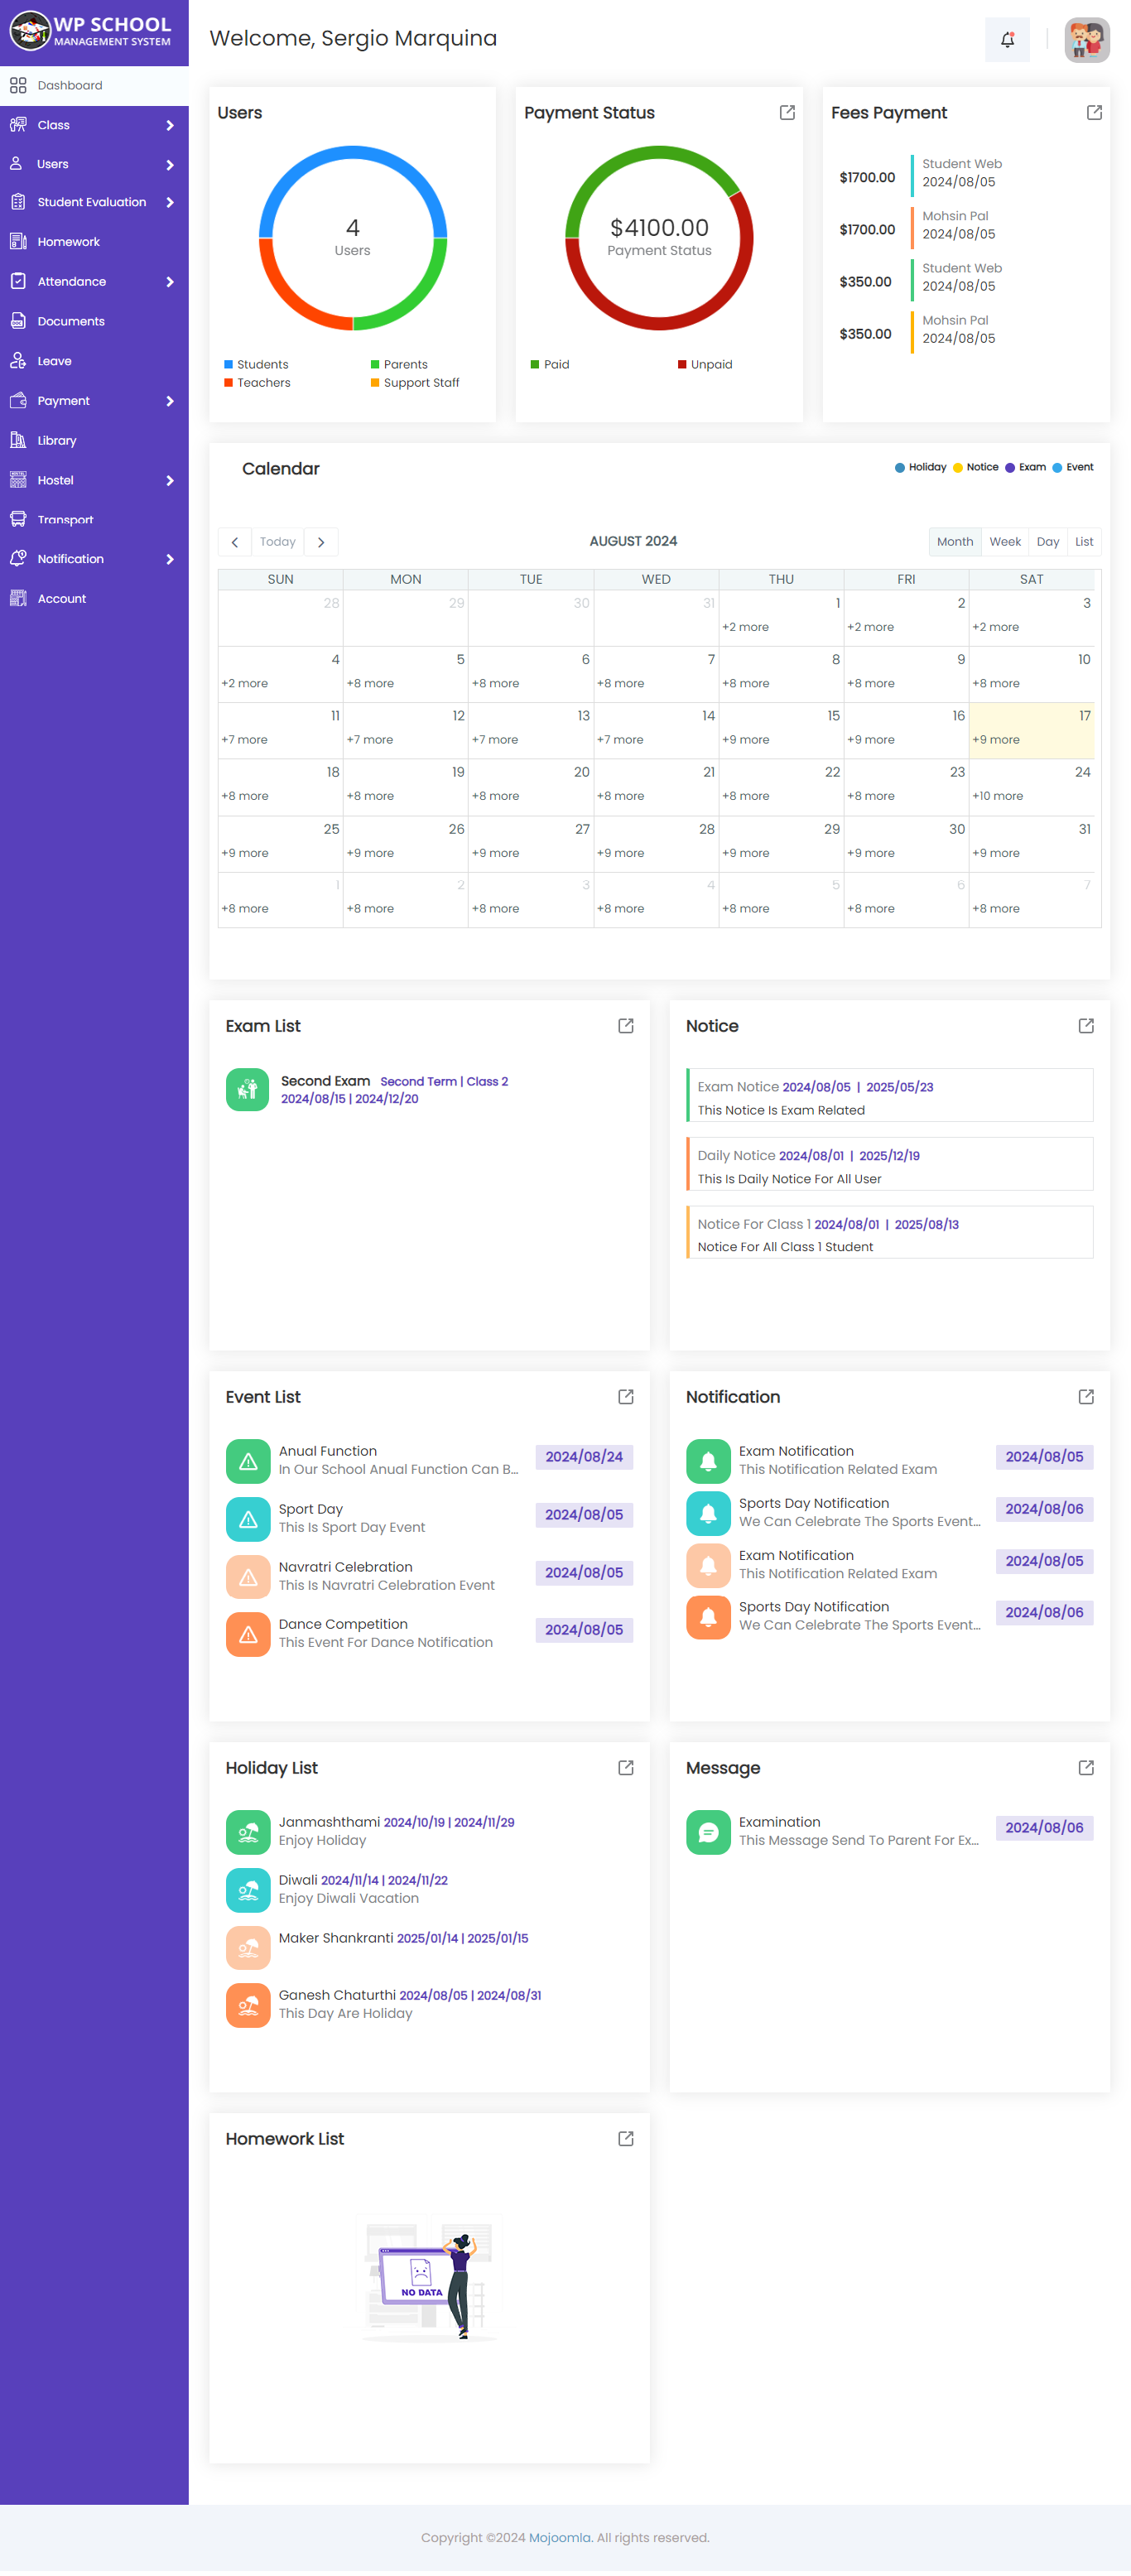 WP SCHOOL
MANAGEMENT SYSTEM
Welcome, Sergio Marquina
Dashboard
Class
Users
Student Evaluation
Homework
Attendance
Documents
Leave
Payment
Library
Hostel
Transport
Notification
Account
Users
4
Users
Students
Parents
Teachers
Support Staff
Payment Status
$4100.00
Payment Status
Paid
Unpaid
Fees Payment
$1700.00
Student Web
2024/08/05
$1700.00
Mohsin Pal
2024/08/05
$350.00
Student Web
2024/08/05
$350.00
Mohsin Pal
2024/08/05
Calendar
Holiday Notice Exam Event
Today
AUGUST 2024
Month Week Day List
SUN MON TUE WED THU FRI SAT
28 29 30 31 1 2 3
+2 more +2 more +2 more
4 5 6 7 8 9 10
+2 more +8 more +8 more +8 more +8 more +8 more +8 more
11 12 13 14 15 16 17
+7 more +7 more +7 more +7 more +9 more +9 more +9 more
18 19 20 21 22 23 24
+8 more +8 more +8 more +8 more +8 more +8 more +10 more
25 26 27 28 29 30 31
+9 more +9 more +9 more +9 more +9 more +9 more +9 more
1 2 3 4 5 6 7
+8 more +8 more +8 more +8 more +8 more +8 more +8 more
Exam List
Second Exam Second Term | Class 2
2024/08/15 | 2024/12/20
Notice
Exam Notice 2024/08/05 | 2025/05/23
This Notice Is Exam Related
Daily Notice 2024/08/01 | 2025/12/19
This Is Daily Notice For All User
Notice For Class 1 2024/08/01 | 2025/08/13
Notice For All Class 1 Student
Event List
Anual Function
In Our School Anual Function Can B...
2024/08/24
Sport Day
This Is Sport Day Event
2024/08/05
Navratri Celebration
This Is Navratri Celebration Event
2024/08/05
Dance Competition
This Event For Dance Notification
2024/08/05
Notification
Exam Notification
This Notification Related Exam
2024/08/05
Sports Day Notification
We Can Celebrate The Sports Event...
2024/08/06
Exam Notification
This Notification Related Exam
2024/08/05
Sports Day Notification
We Can Celebrate The Sports Event...
2024/08/06
Holiday List
Janmashthami 2024/10/19 | 2024/11/29
Enjoy Holiday
Diwali 2024/11/14 | 2024/11/22
Enjoy Diwali Vacation
Maker Shankranti 2025/01/14 | 2025/01/15
Ganesh Chaturthi 2024/08/05 | 2024/08/31
This Day Are Holiday
Message
Examination
This Message Send To Parent For Ex...
2024/08/06
Homework List
NO DATA
Copyright ©2024 Mojoomla. All rights reserved.